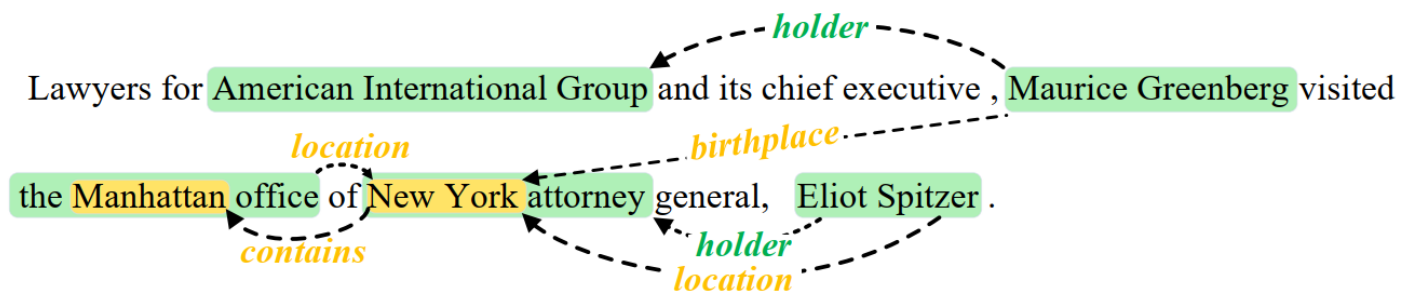 holder
Lawyers for American International Group and its chief executive , Maurice Greenberg visited
location
birthplace
the Manhattan office of New York attorney general, Eliot Spitzer .
contains
holder
location